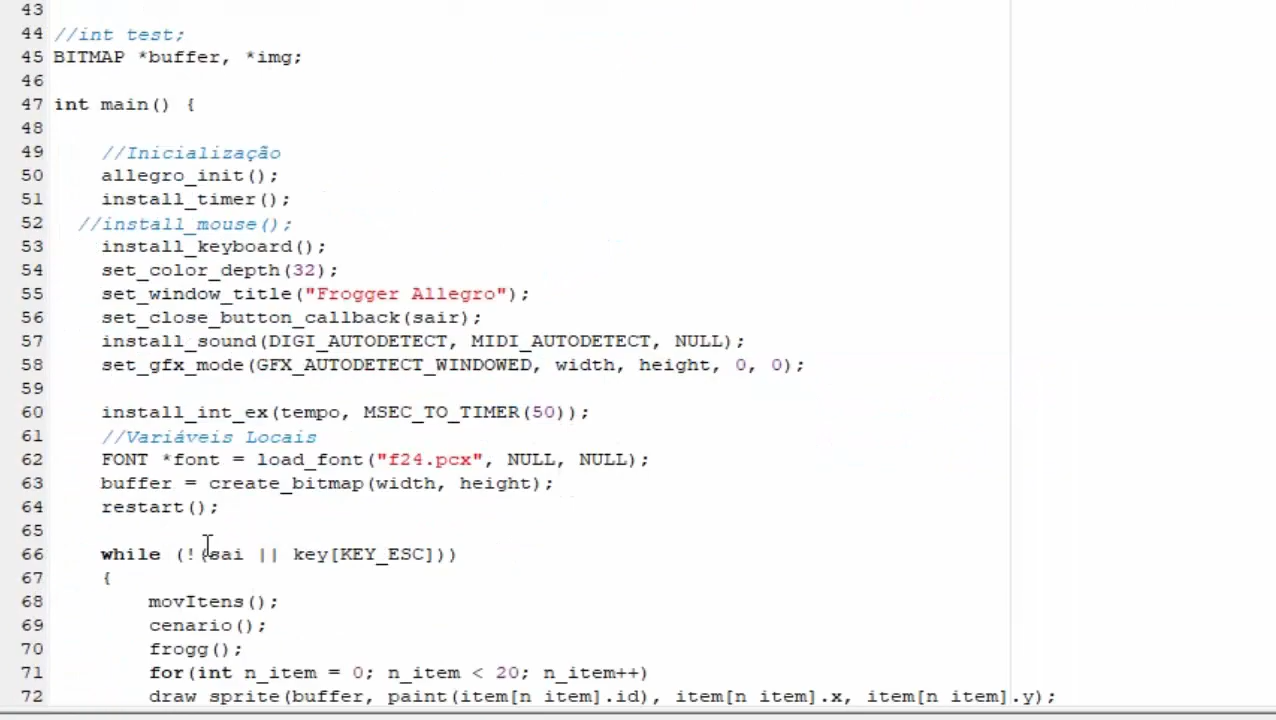 43
44 //int test;
45 BITMAP *buffer, *img;
46
47 int main() {
48
49 //Inicialização
50 allegro_init();
51 install_timer();
52 //install_mouse();
53 install_keyboard();
54 set_color_depth(32);
55 set_window_title("Frogger Allegro");
56 set_close_button_callback(sair);
57 install_sound(DIGI_AUTODETECT, MIDI_AUTODETECT, NULL);
58 set_gfx_mode(GFX_AUTODETECT_WINDOWED, width, height, 0, 0);
59
60 install_int_ex(tempo, MSEC_TO_TIMER(50));
61 //Variáveis Locais
62 FONT *font = load_font("f24.pcx", NULL, NULL);
63 buffer = create_bitmap(width, height);
64 restart();
65
66 while (!(sai || key[KEY_ESC]))
67 {
68 movItens();
69 cenario();
70 frogg();
71 for(int n_item = 0; n_item < 20; n_item++)
72 draw_sprite(buffer, paint(item[n_item].id), item[n_item].x, item[n_item].y);